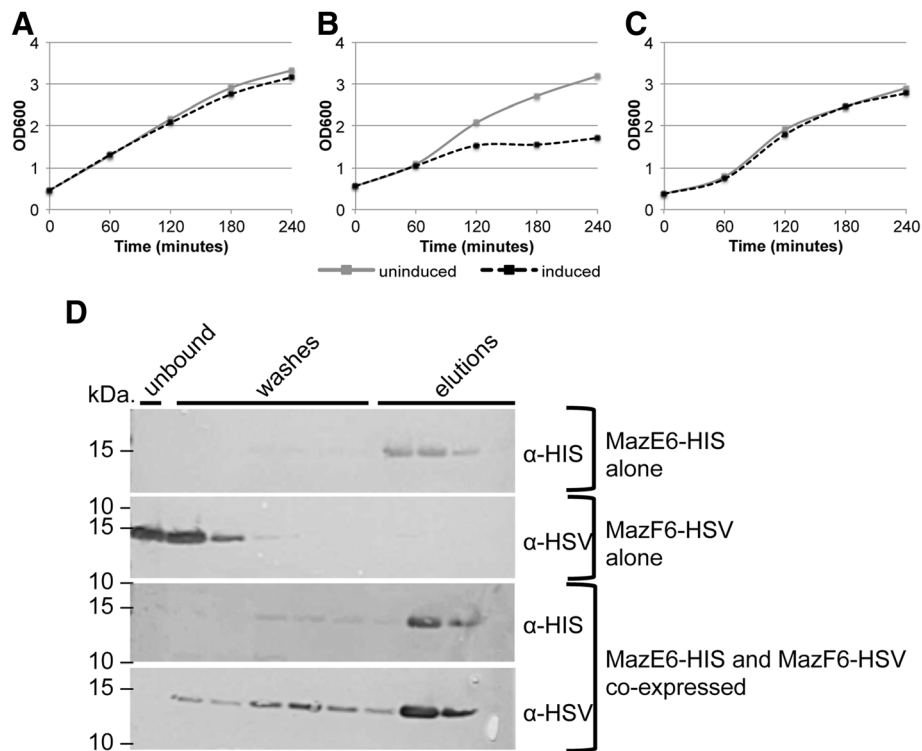 A
B
C
4
3
2
1
0
OD600
0 60 120 180 240
Time (minutes)
4
3
2
1
0
OD600
0 60 120 180 240
Time (minutes)
4
3
2
1
0
OD600
0 60 120 180 240
Time (minutes)
uninduced
induced
D
unbound
washes
elutions
kDa.
15
10
15
10
15
10
15
10
α-HIS
MazE6-HIS
alone
α-HSV
MazF6-HSV
alone
α-HIS
α-HSV
MazE6-HIS and MazF6-HSV
co-expressed